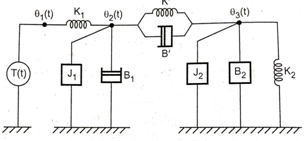 θ₁(t)
K₁
θ₂(t)
K
θ₃(t)
B'
T(t)
J₁
B₁
J₂
B₂
K₂